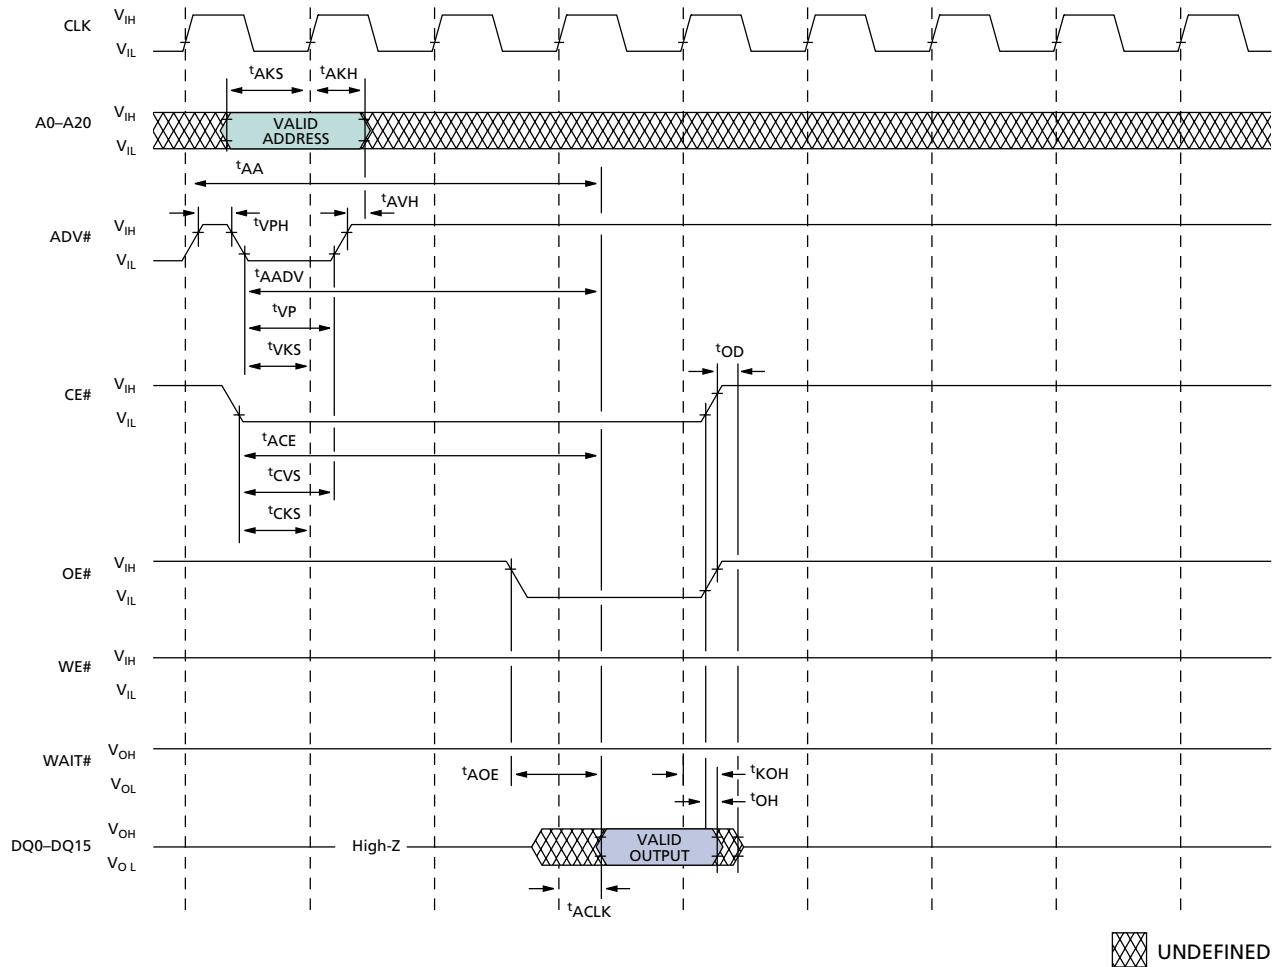 CLK
VIH
VIL
tAKS
tAKH
A0–A20
VIH
VIL
VALID
ADDRESS
tAA
tAVH
ADV#
VIH
VIL
tVPH
tAADV
tVP
tVKS
tOD
CE#
VIH
VIL
tACE
tCVS
tCKS
OE#
VIH
VIL
WE#
VIH
VIL
WAIT#
VOH
VOL
tAOE
tKOH
tOH
DQ0–DQ15
VOH
VO L
High-Z
VALID
OUTPUT
tACLK
UNDEFINED